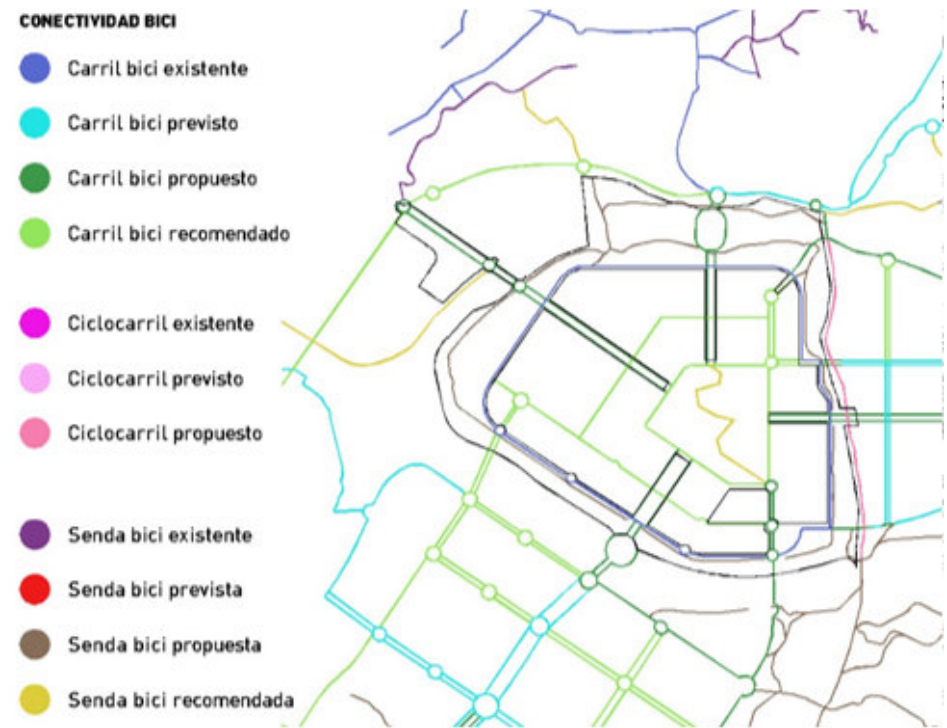 CONECTIVIDAD BICI
Carril bici existente
Carril bici previsto
Carril bici propuesto
Carril bici recomendado
Ciclocarril existente
Ciclocarril previsto
Ciclocarril propuesto
Senda bici existente
Senda bici prevista
Senda bici propuesta
Senda bici recomendada